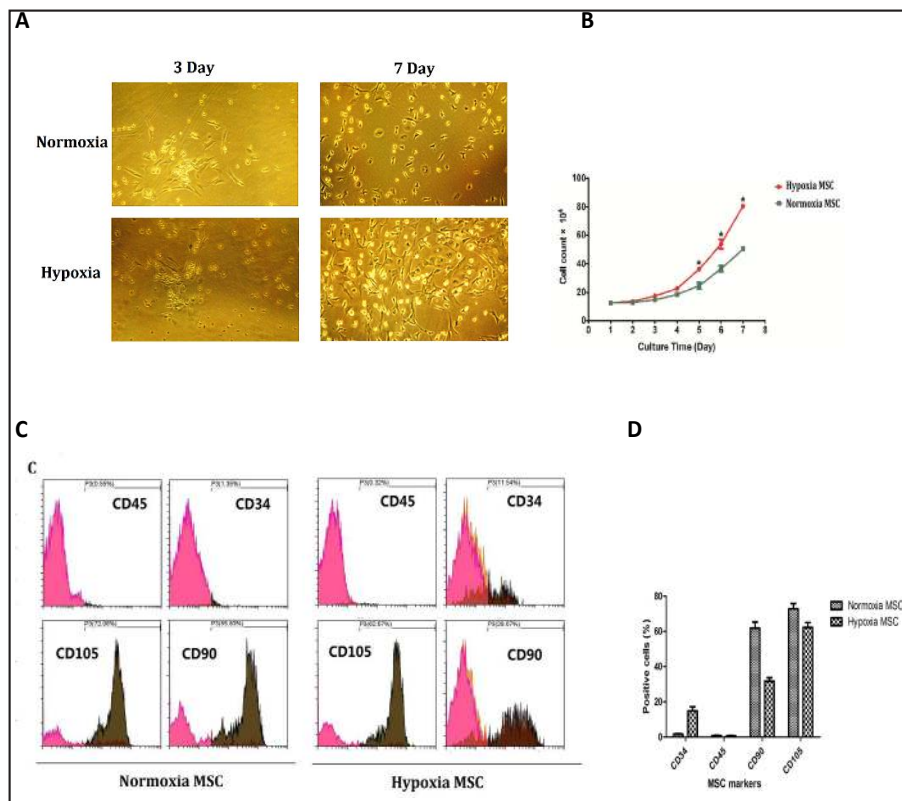 A
B
3 Day
7 Day
Normoxia
Hypoxia
Cell count × 10⁶
100
80
60
40
20
0
0 1 2 3 4 5 6 7 8
Culture Time (Day)
Hypoxia MSC
Normoxia MSC
C
D
C
CD45
CD34
CD45
CD34
CD105
CD90
CD105
CD90
Normoxia MSC
Hypoxia MSC
Positive cells (%)
80
60
40
20
0
CD34
CD45
CD90
CD105
MSC markers
Normoxia MSC
Hypoxia MSC